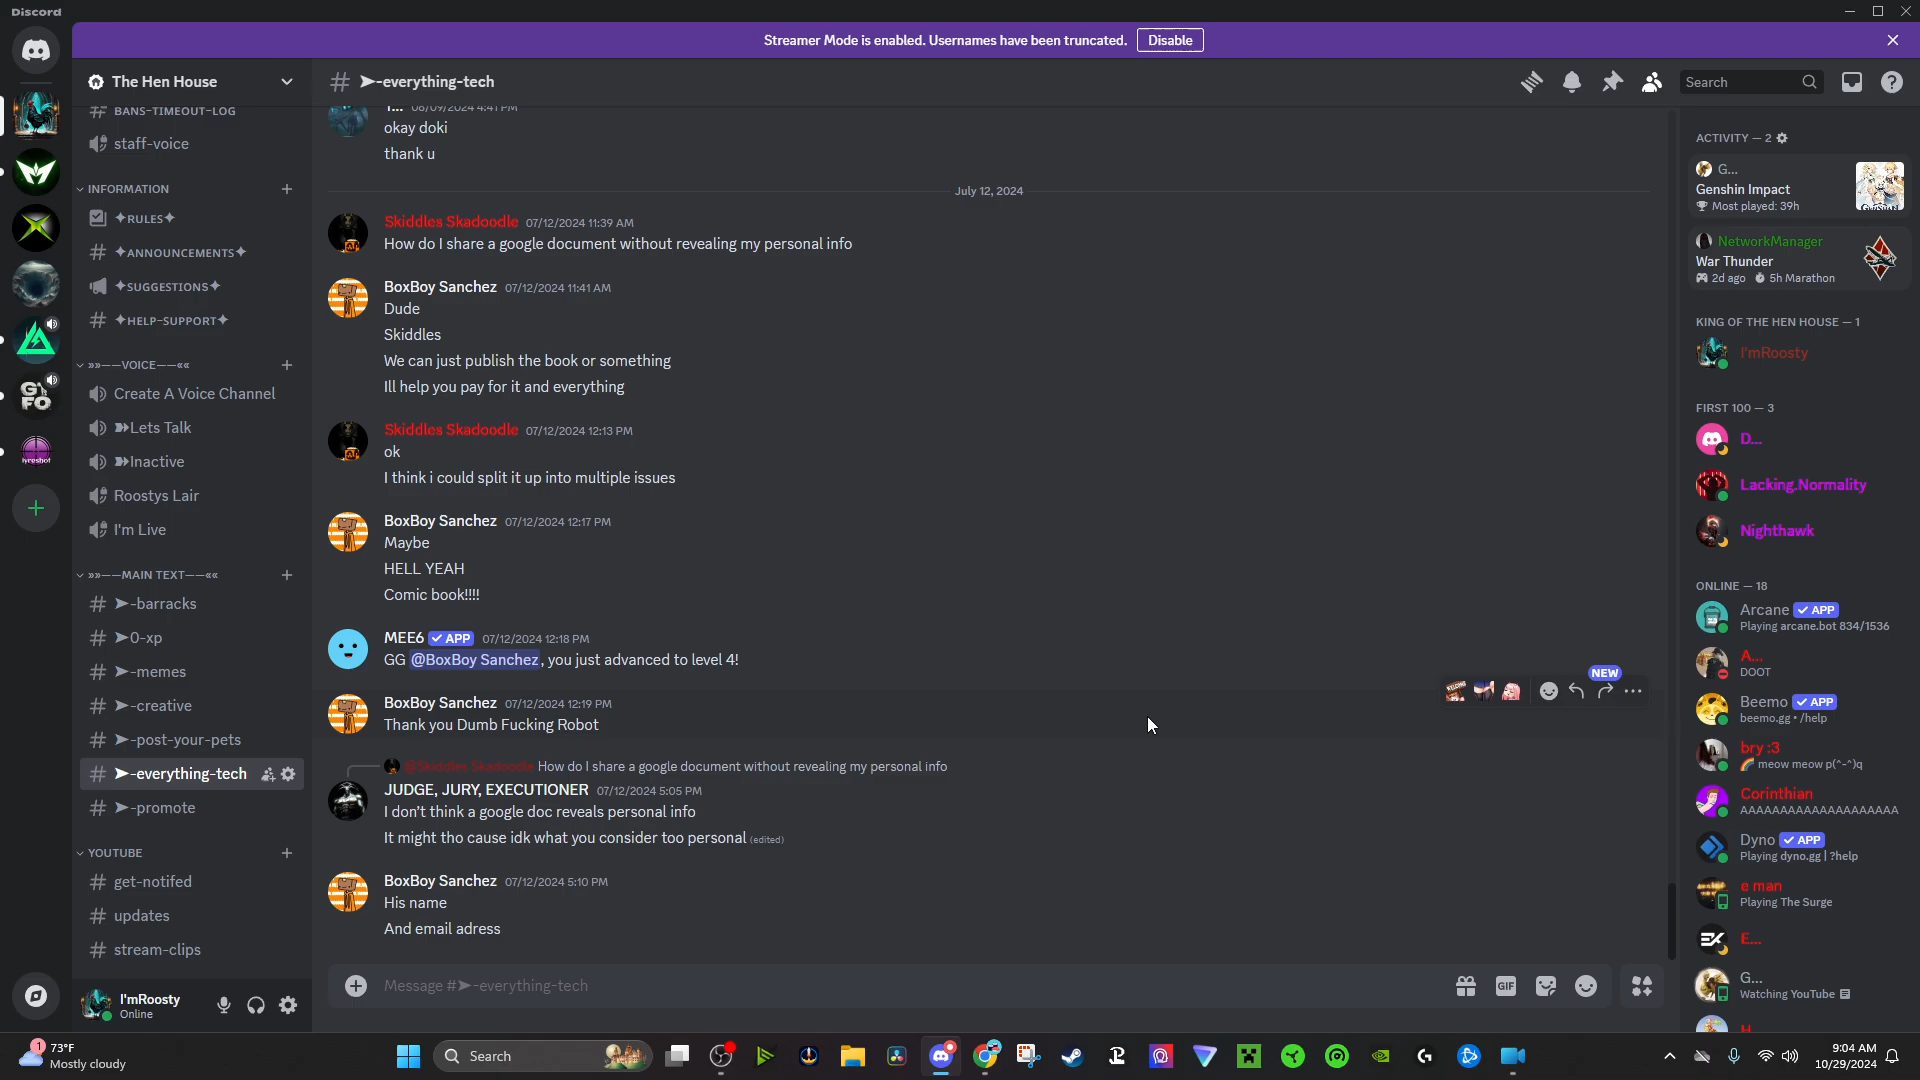 Discord
Streamer Mode is enabled. Usernames have been truncated.
Disable
The Hen House
BANS-TIMEOUT-LOG
staff-voice
INFORMATION
✦RULES✦
✦ANNOUNCEMENTS✦
✦SUGGESTIONS✦
✦HELP-SUPPORT✦
»»——VOICE——««
Create A Voice Channel
➽Lets Talk
➽Inactive
Roostys Lair
I'm Live
»»——MAIN TEXT——««
➤-barracks
➤0-xp
➤-memes
➤-creative
➤-post-your-pets
➤-everything-tech
➤-promote
YOUTUBE
get-notifed
updates
stream-clips
I'mRoosty
Online
# ➤-everything-tech
Search
okay doki
thank u
July 12, 2024
Skiddles Skadoodle 07/12/2024 11:39 AM
How do I share a google document without revealing my personal info
BoxBoy Sanchez 07/12/2024 11:41 AM
Dude
Skiddles
We can just publish the book or something
Ill help you pay for it and everything
Skiddles Skadoodle 07/12/2024 12:13 PM
ok
I think i could split it up into multiple issues
BoxBoy Sanchez 07/12/2024 12:17 PM
Maybe
HELL YEAH
Comic book!!!!
MEE6 ✓ APP 07/12/2024 12:18 PM
GG @BoxBoy Sanchez, you just advanced to level 4!
NEW
BoxBoy Sanchez 07/12/2024 12:19 PM
Thank you Dumb Fucking Robot
@Skiddles Skadoodle How do I share a google document without revealing my personal info
JUDGE, JURY, EXECUTIONER 07/12/2024 5:05 PM
I don't think a google doc reveals personal info
It might tho cause idk what you consider too personal (edited)
BoxBoy Sanchez 07/12/2024 5:10 PM
His name
And email adress
Message #➤-everything-tech
GIF
ACTIVITY — 2
G...
Genshin Impact
Most played: 39h
NetworkManager
War Thunder
2d ago 5h Marathon
KING OF THE HEN HOUSE — 1
I'mRoosty
FIRST 100 — 3
D...
Lacking.Normality
Nighthawk
ONLINE — 18
Arcane ✓ APP
Playing arcane.bot 834/1536
A...
DOOT
Beemo ✓ APP
beemo.gg • /help
bry :3
🌈 meow meow p(^-^)q
Corinthian
AAAAAAAAAAAAAAAAAAA
Dyno ✓ APP
Playing dyno.gg | ?help
e man
Playing The Surge
E...
G...
Watching YouTube
73°F
Mostly cloudy
Search
9:04 AM
10/29/2024